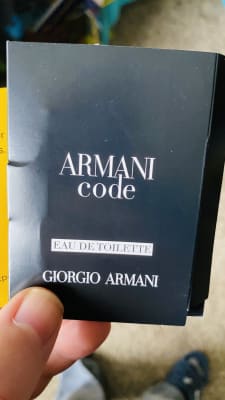 ARMANI
code
EAU DE TOILETTE
GIORGIO ARMANI